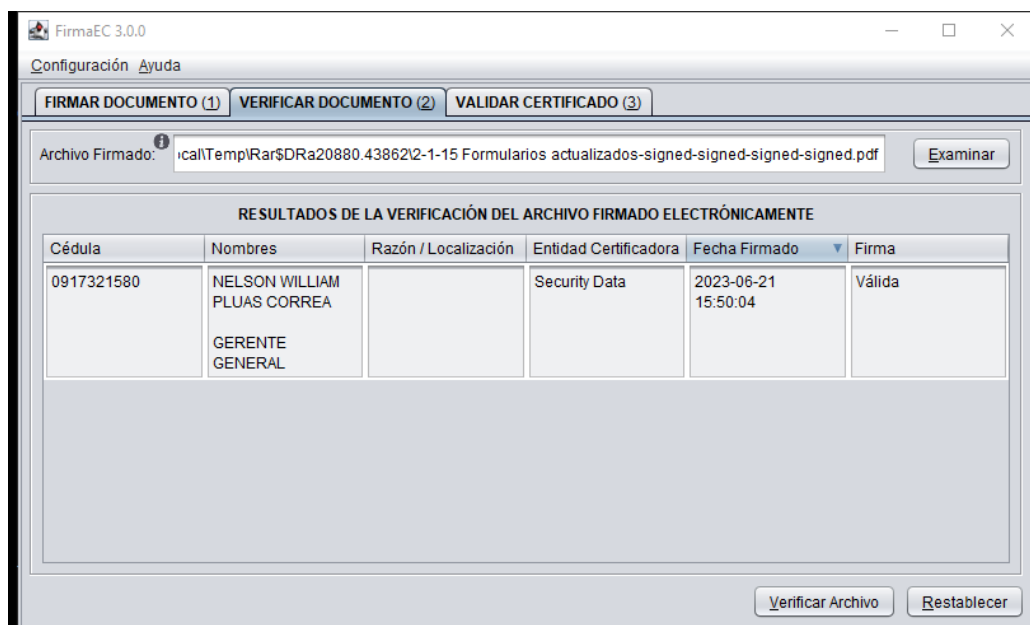 FirmaEC 3.0.0
Configuración Ayuda
FIRMAR DOCUMENTO (1) VERIFICAR DOCUMENTO (2) VALIDAR CERTIFICADO (3)
Archivo Firmado: ocal\Temp\Rar$DRa20880.43862\2-1-15 Formularios actualizados-signed-signed-signed-signed.pdf Examinar
RESULTADOS DE LA VERIFICACIÓN DEL ARCHIVO FIRMADO ELECTRÓNICAMENTE
Cédula Nombres Razón / Localización Entidad Certificadora Fecha Firmado Firma
0917321580 NELSON WILLIAM Security Data 2023-06-21 Válida
PLUAS CORREA 15:50:04
GERENTE
GENERAL
Verificar Archivo Restablecer